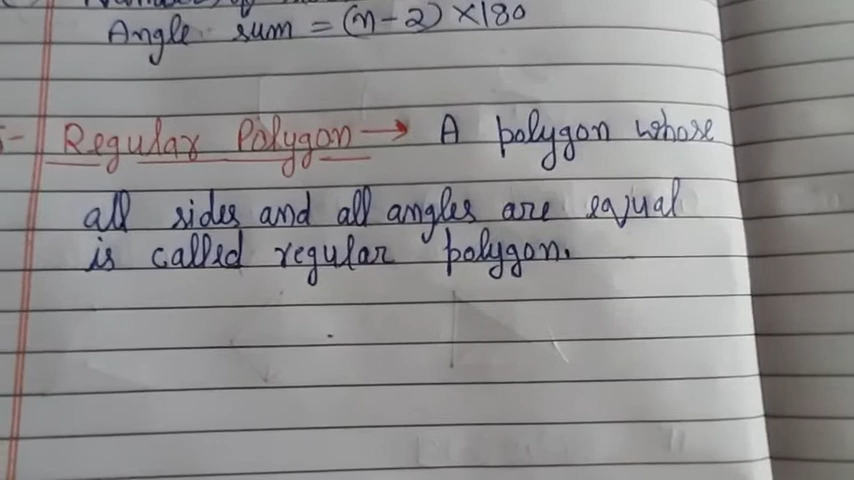 Angle sum = (n-2) ×180
Regular Polygon → A polygon whose
all sides and all angles are equal
is called regular polygon.